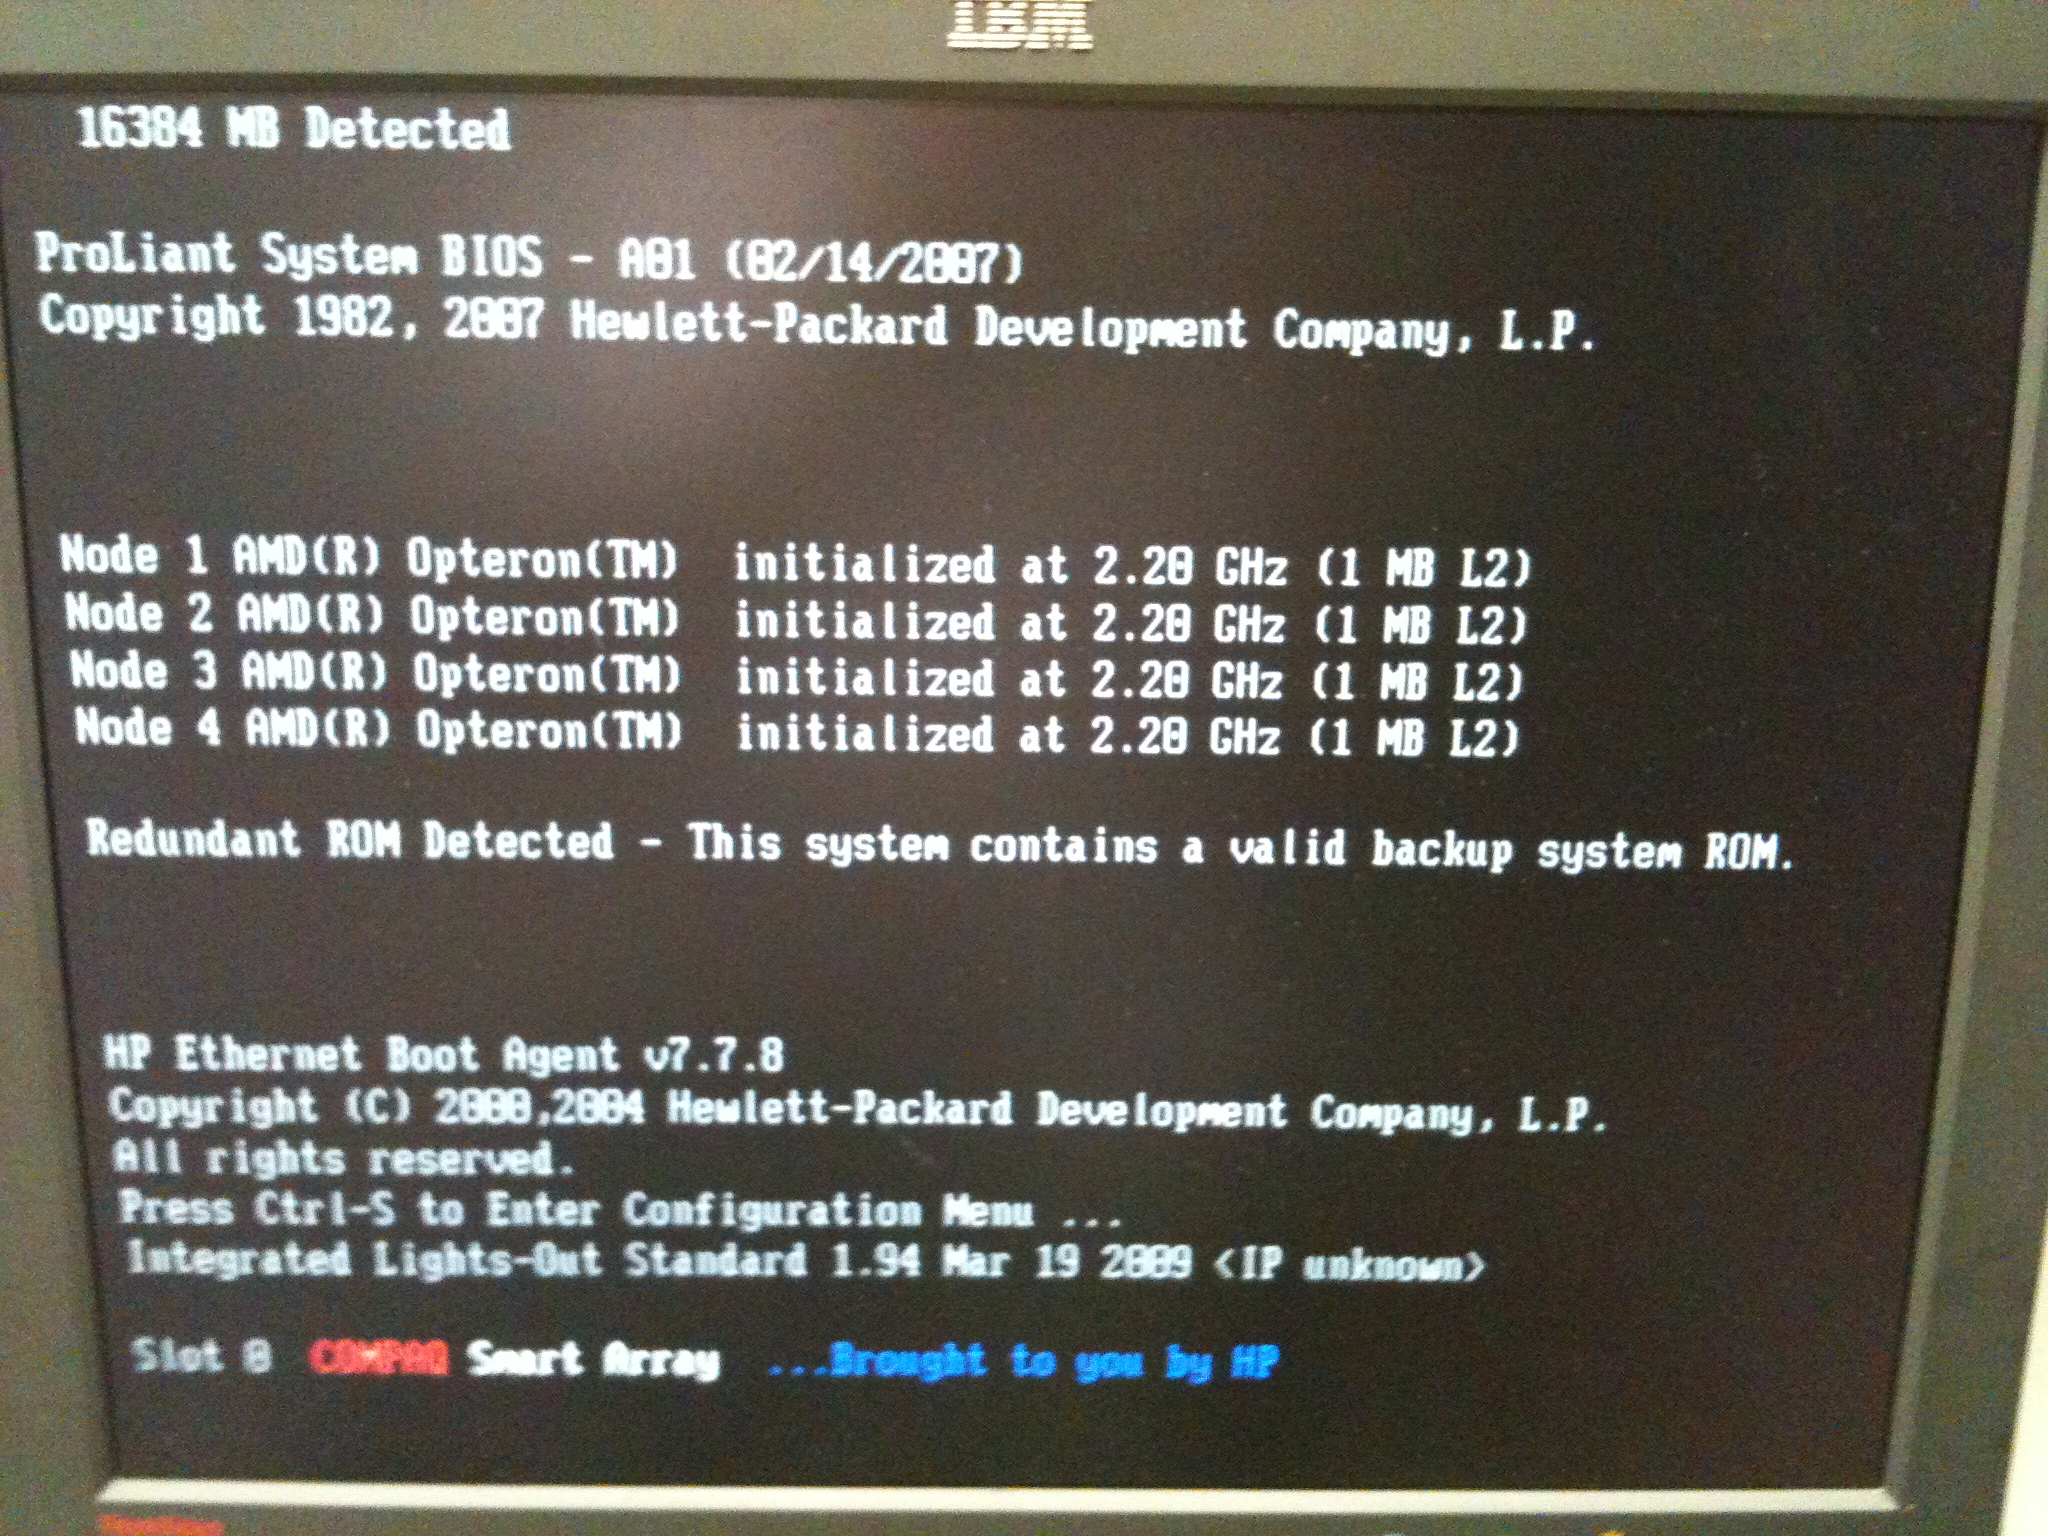 IBM
16384 MB Detected
ProLiant System BIOS - A01 (02/14/2007)
Copyright 1982, 2007 Hewlett-Packard Development Company, L.P.
Node 1 AMD(R) Opteron(TM)  initialized at 2.20 GHz (1 MB L2)
Node 2 AMD(R) Opteron(TM)  initialized at 2.20 GHz (1 MB L2)
Node 3 AMD(R) Opteron(TM)  initialized at 2.20 GHz (1 MB L2)
Node 4 AMD(R) Opteron(TM)  initialized at 2.20 GHz (1 MB L2)
Redundant ROM Detected - This system contains a valid backup system ROM.
HP Ethernet Boot Agent v7.7.8
Copyright (C) 2000,2004 Hewlett-Packard Development Company, L.P.
All rights reserved.
Press Ctrl-S to Enter Configuration Menu ...
Integrated Lights-Out Standard 1.94 Mar 19 2009 <IP unknown>
Slot 0 COMPAQ Smart Array ...Brought to you by HP